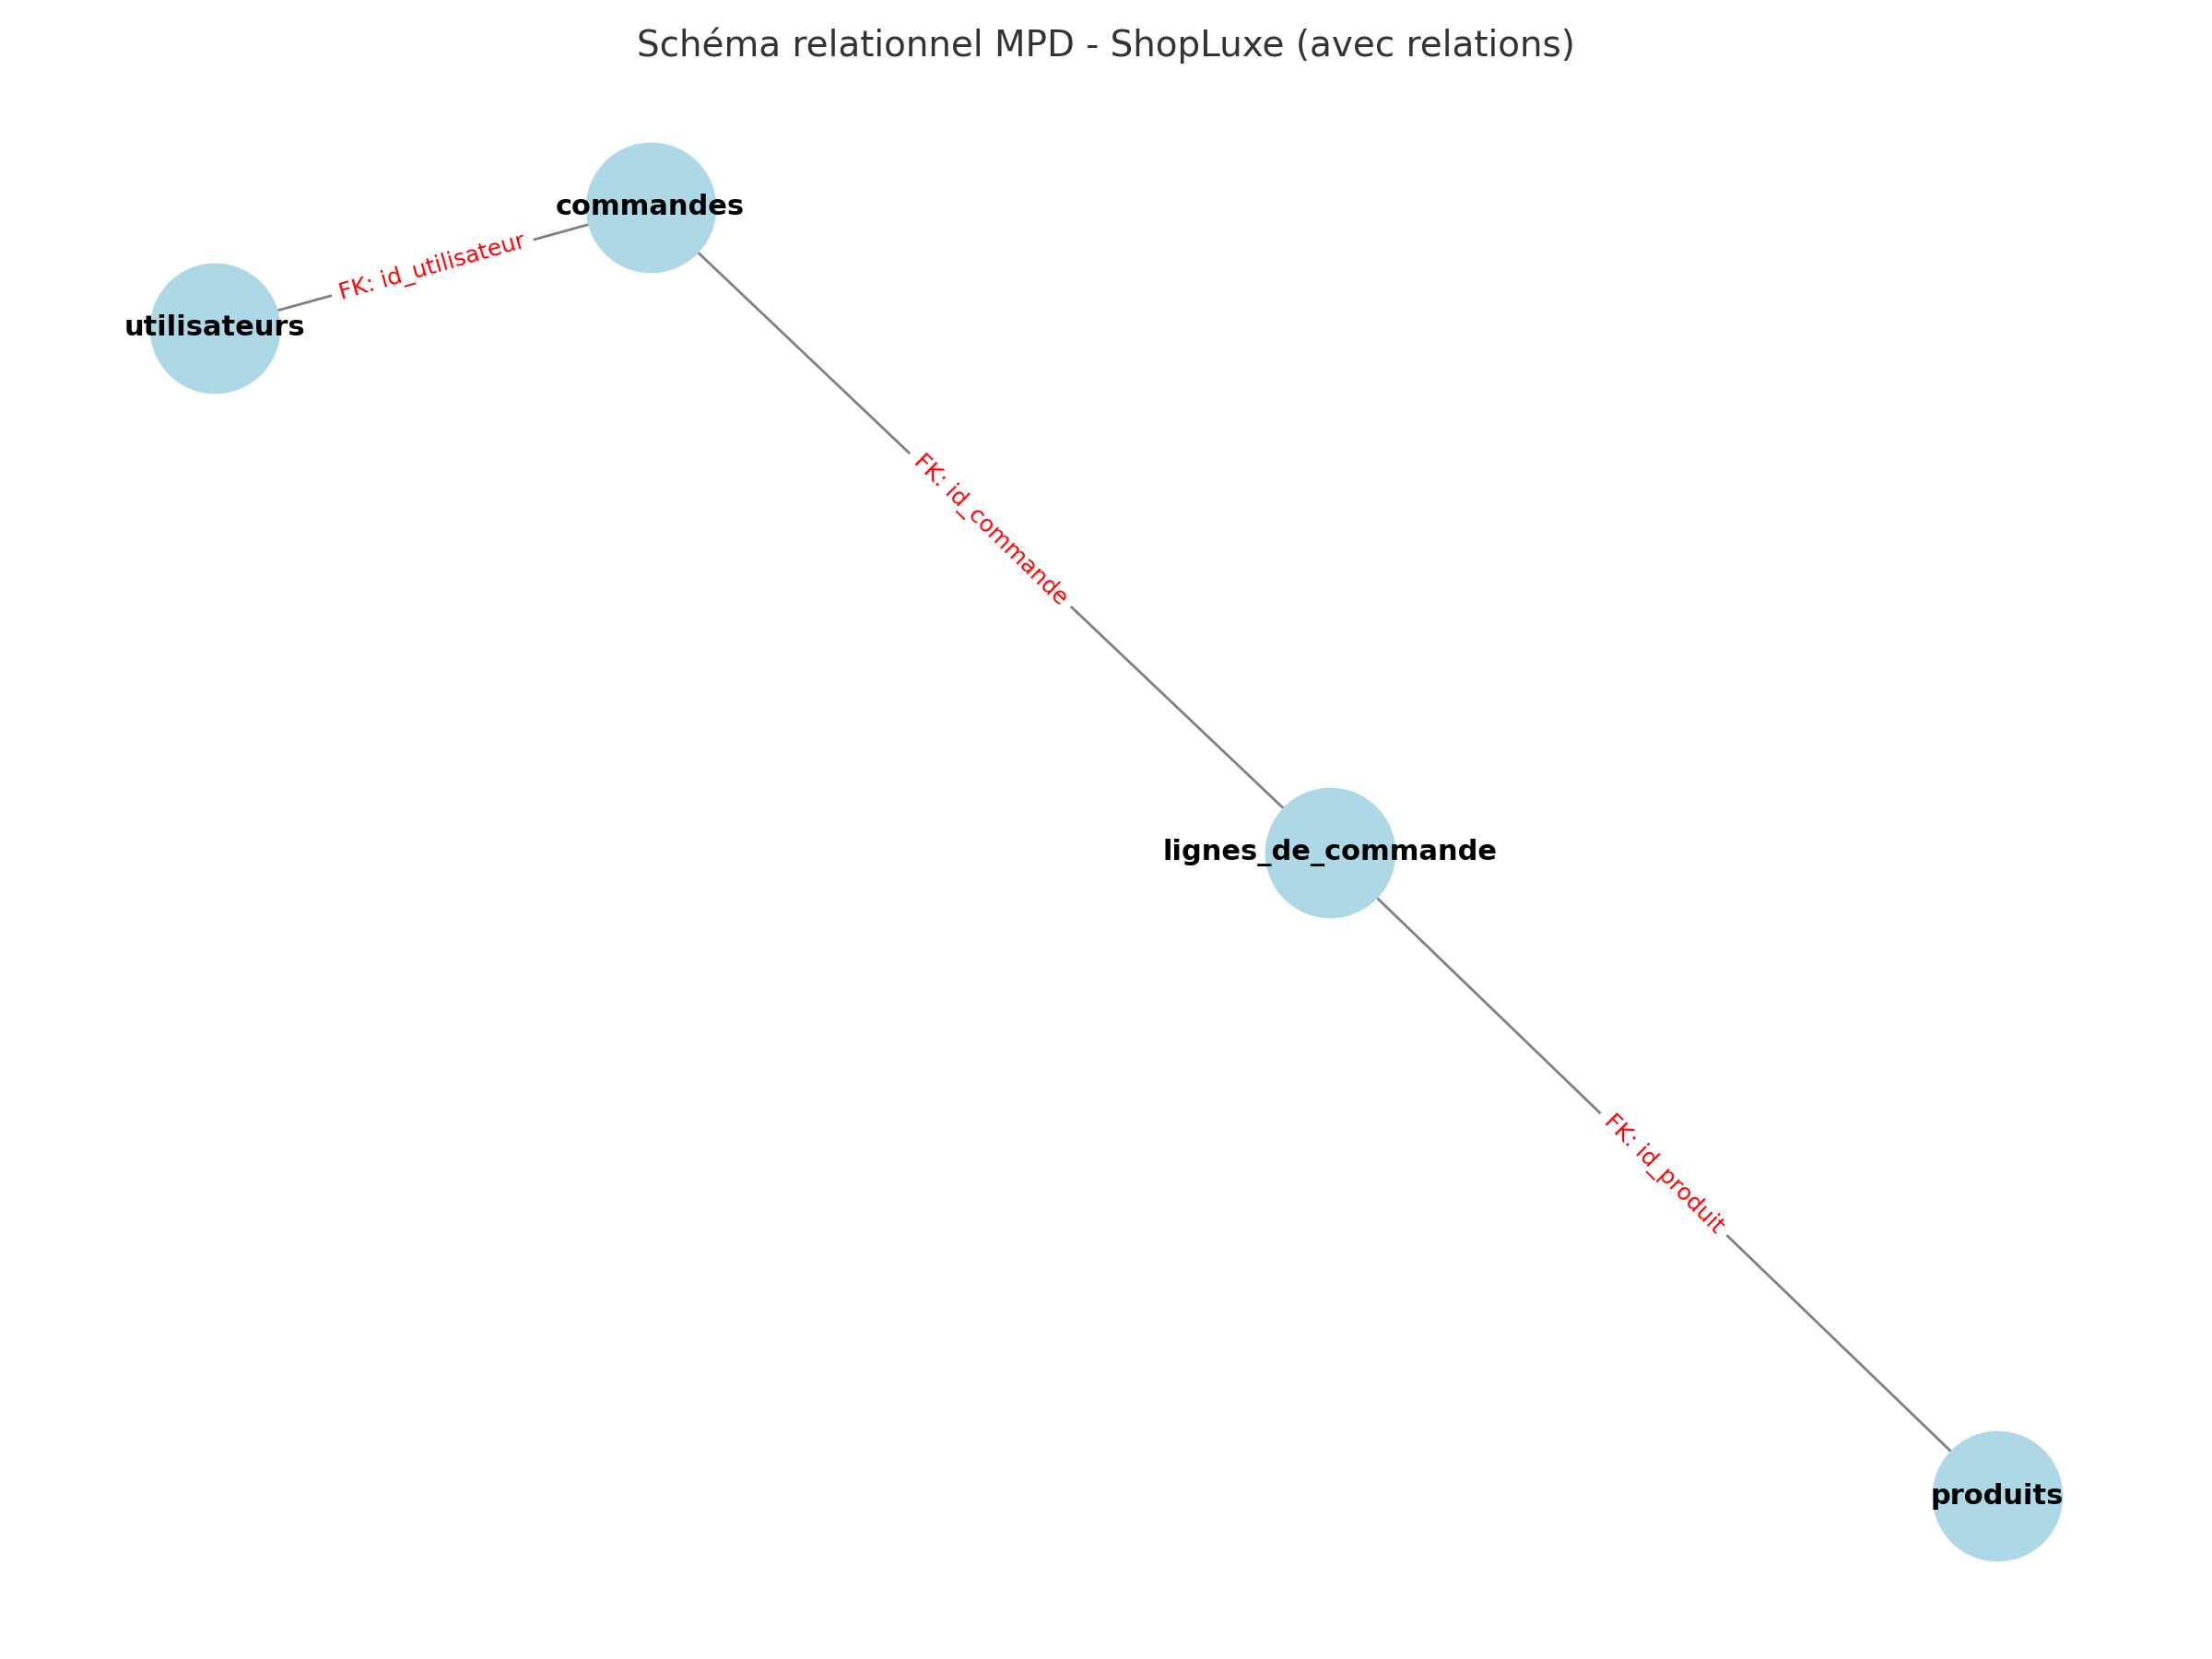 Schéma relationnel MPD - ShopLuxe (avec relations)
commandes
FK: id_utilisateur
utilisateurs
FK: id_commande
lignes_de_commande
FK: id_produit
produits